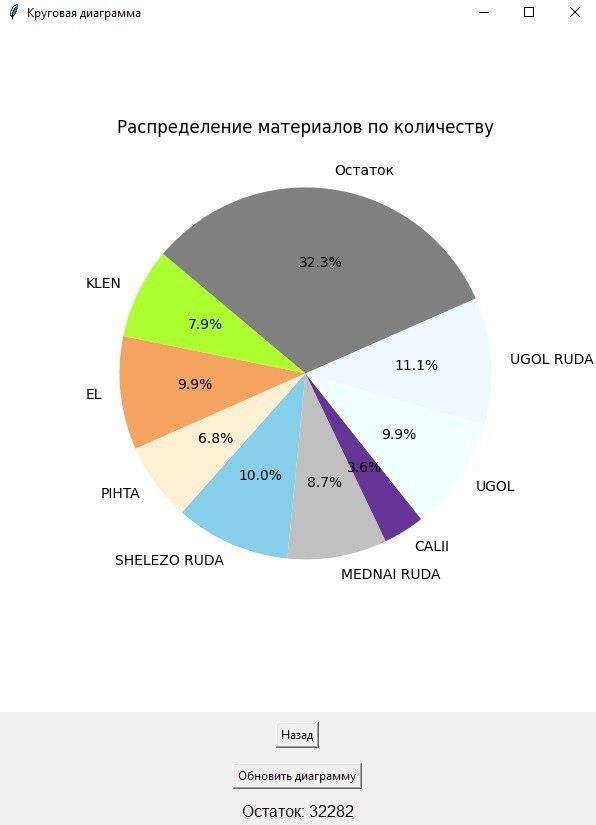 Круговая диаграмма
Распределение материалов по количеству
Остаток
32.3%
KLEN
7.9%
11.1%
UGOL RUDA
EL
9.9%
6.8%
PIHTA
10.0%
SHELEZO RUDA
8.7%
MEDNAI RUDA
3.6%
CALII
9.9%
UGOL
Назад
Обновить диаграмму
Остаток: 32282